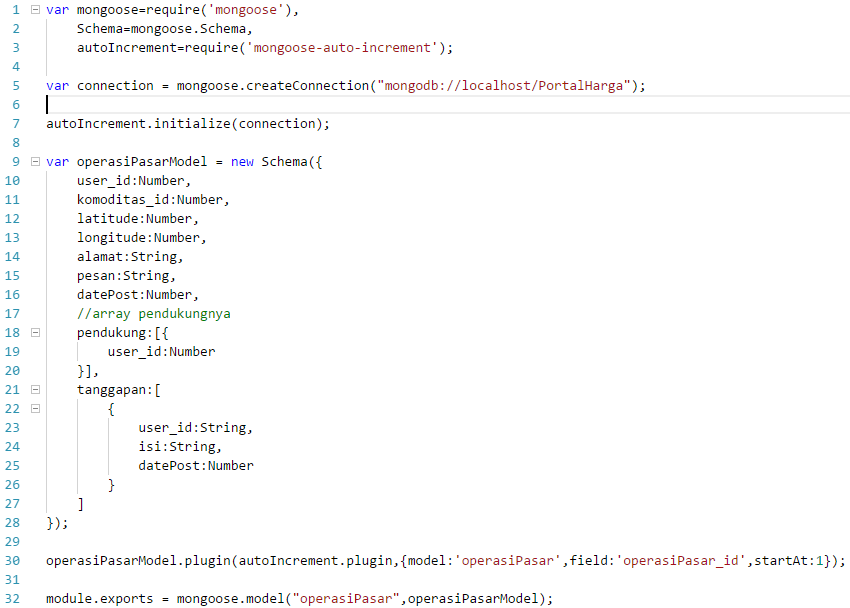 1 var mongoose=require('mongoose'),
2     Schema=mongoose.Schema,
3     autoIncrement=require('mongoose-auto-increment');
4
5 var connection = mongoose.createConnection("mongodb://localhost/PortalHarga");
6
7 autoIncrement.initialize(connection);
8
9 var operasiPasarModel = new Schema({
10     user_id:Number,
11     komoditas_id:Number,
12     latitude:Number,
13     longitude:Number,
14     alamat:String,
15     pesan:String,
16     datePost:Number,
17     //array pendukungnya
18     pendukung:[{
19         user_id:Number
20     }],
21     tanggapan:[
22         {
23             user_id:String,
24             isi:String,
25             datePost:Number
26         }
27     ]
28 });
29
30 operasiPasarModel.plugin(autoIncrement.plugin,{model:'operasiPasar',field:'operasiPasar_id',startAt:1});
31
32 module.exports = mongoose.model("operasiPasar",operasiPasarModel);